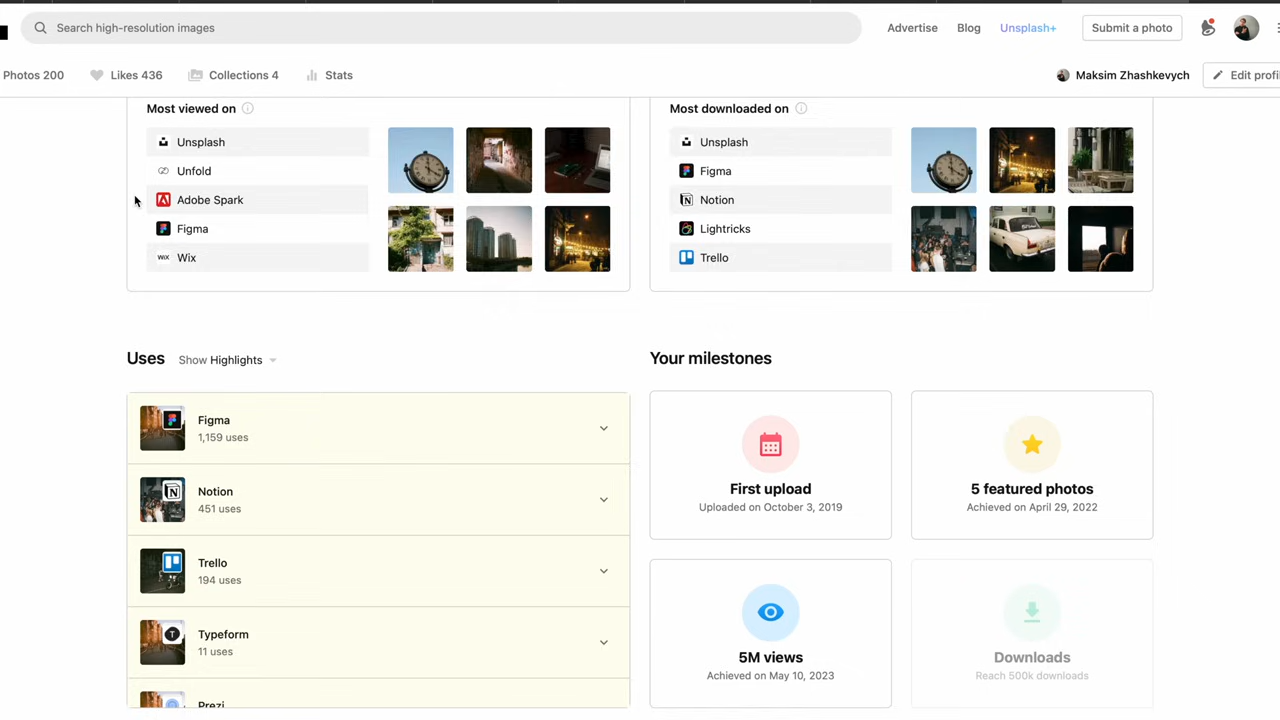 Search high-resolution images
Advertise
Blog
Unsplash+
Submit a photo
Photos 200
Likes 436
Collections 4
Stats
Maksim Zhashkevych
Edit profi
Most viewed on
Unsplash
Unfold
Adobe Spark
Figma
Wix
Most downloaded on
Unsplash
Figma
Notion
Lightricks
Trello
Uses
Show Highlights
Figma
1,159 uses
Notion
451 uses
Trello
194 uses
Typeform
11 uses
Prezi
Your milestones
First upload
Uploaded on October 3, 2019
5 featured photos
Achieved on April 29, 2022
5M views
Achieved on May 10, 2023
Downloads
Reach 500k downloads